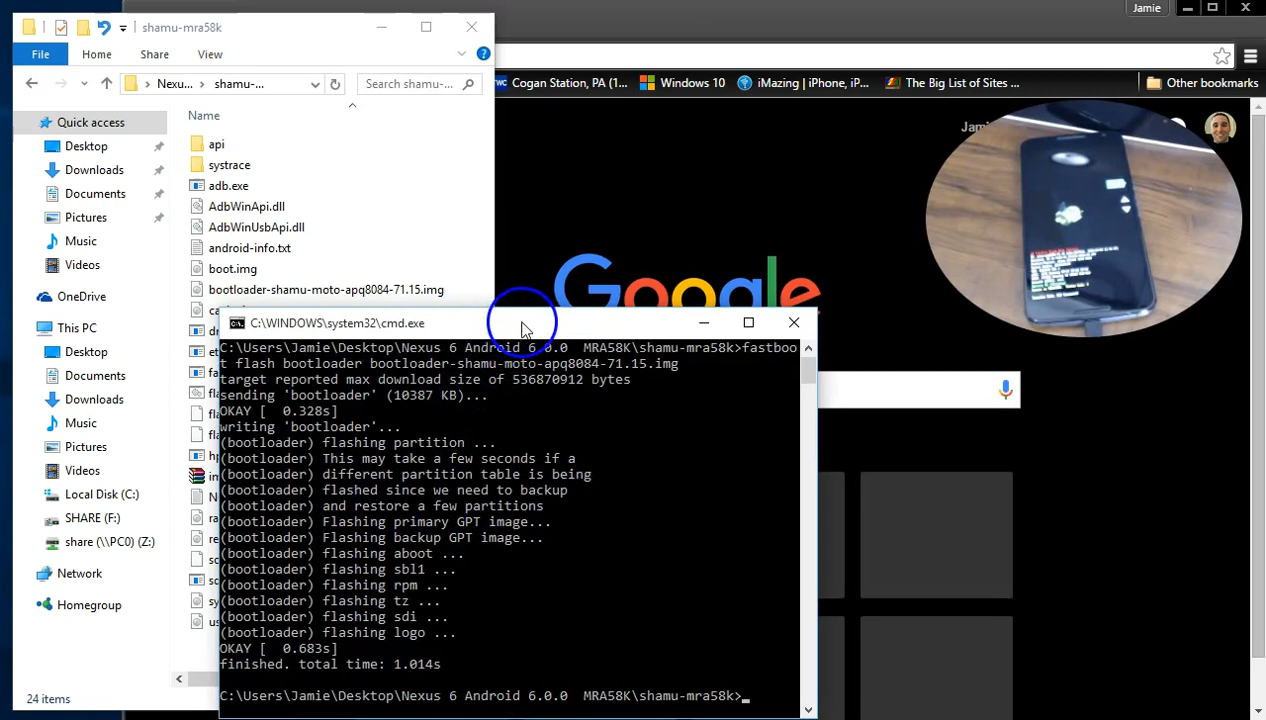 shamu-mra58k
Jamie
File Home Share View
Nexu... shamu-... Search shamu-...
Cogan Station, PA (1... Windows 10 iMazing | iPhone, iP... The Big List of Sites ... Other bookmarks
Quick access
Desktop
Downloads
Documents
Pictures
Music
Videos
OneDrive
This PC
Desktop
Documents
Downloads
Music
Pictures
Videos
Local Disk (C:)
SHARE (F:)
share (\\PC0) (Z:)
Network
Homegroup
24 items
Name
api
systrace
adb.exe
AdbWinApi.dll
AdbWinUsbApi.dll
android-info.txt
boot.img
bootloader-shamu-moto-apq8084-71.15.img
Google
C:\WINDOWS\system32\cmd.exe
C:\Users\Jamie\Desktop\Nexus 6 Android 6.0.0  MRA58K\shamu-mra58k>fastboo
t flash bootloader bootloader-shamu-moto-apq8084-71.15.img
target reported max download size of 536870912 bytes
sending 'bootloader' (10387 KB)...
OKAY [  0.328s]
writing 'bootloader'...
(bootloader) flashing partition ...
(bootloader) This may take a few seconds if a
(bootloader) different partition table is being
(bootloader) flashed since we need to backup
(bootloader) and restore a few partitions
(bootloader) Flashing primary GPT image...
(bootloader) Flashing backup GPT image...
(bootloader) flashing aboot ...
(bootloader) flashing sbl1 ...
(bootloader) flashing rpm ...
(bootloader) flashing tz ...
(bootloader) flashing sdi ...
(bootloader) flashing logo ...
OKAY [  0.683s]
finished. total time: 1.014s
C:\Users\Jamie\Desktop\Nexus 6 Android 6.0.0  MRA58K\shamu-mra58k>